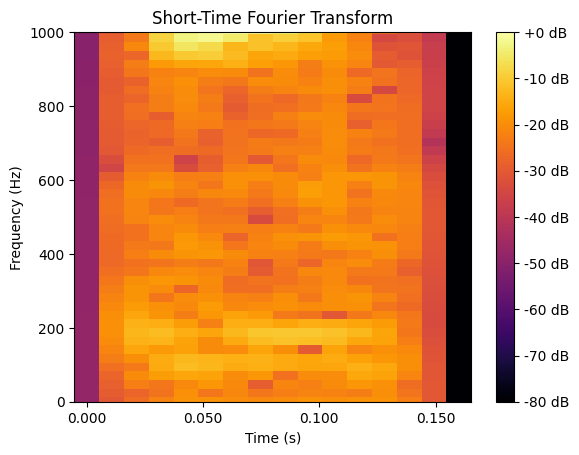 Short-Time Fourier Transform
1000
800
600
400
200
0
Frequency (Hz)
0.000
0.050
0.100
0.150
Time (s)
+0 dB
-10 dB
-20 dB
-30 dB
-40 dB
-50 dB
-60 dB
-70 dB
-80 dB